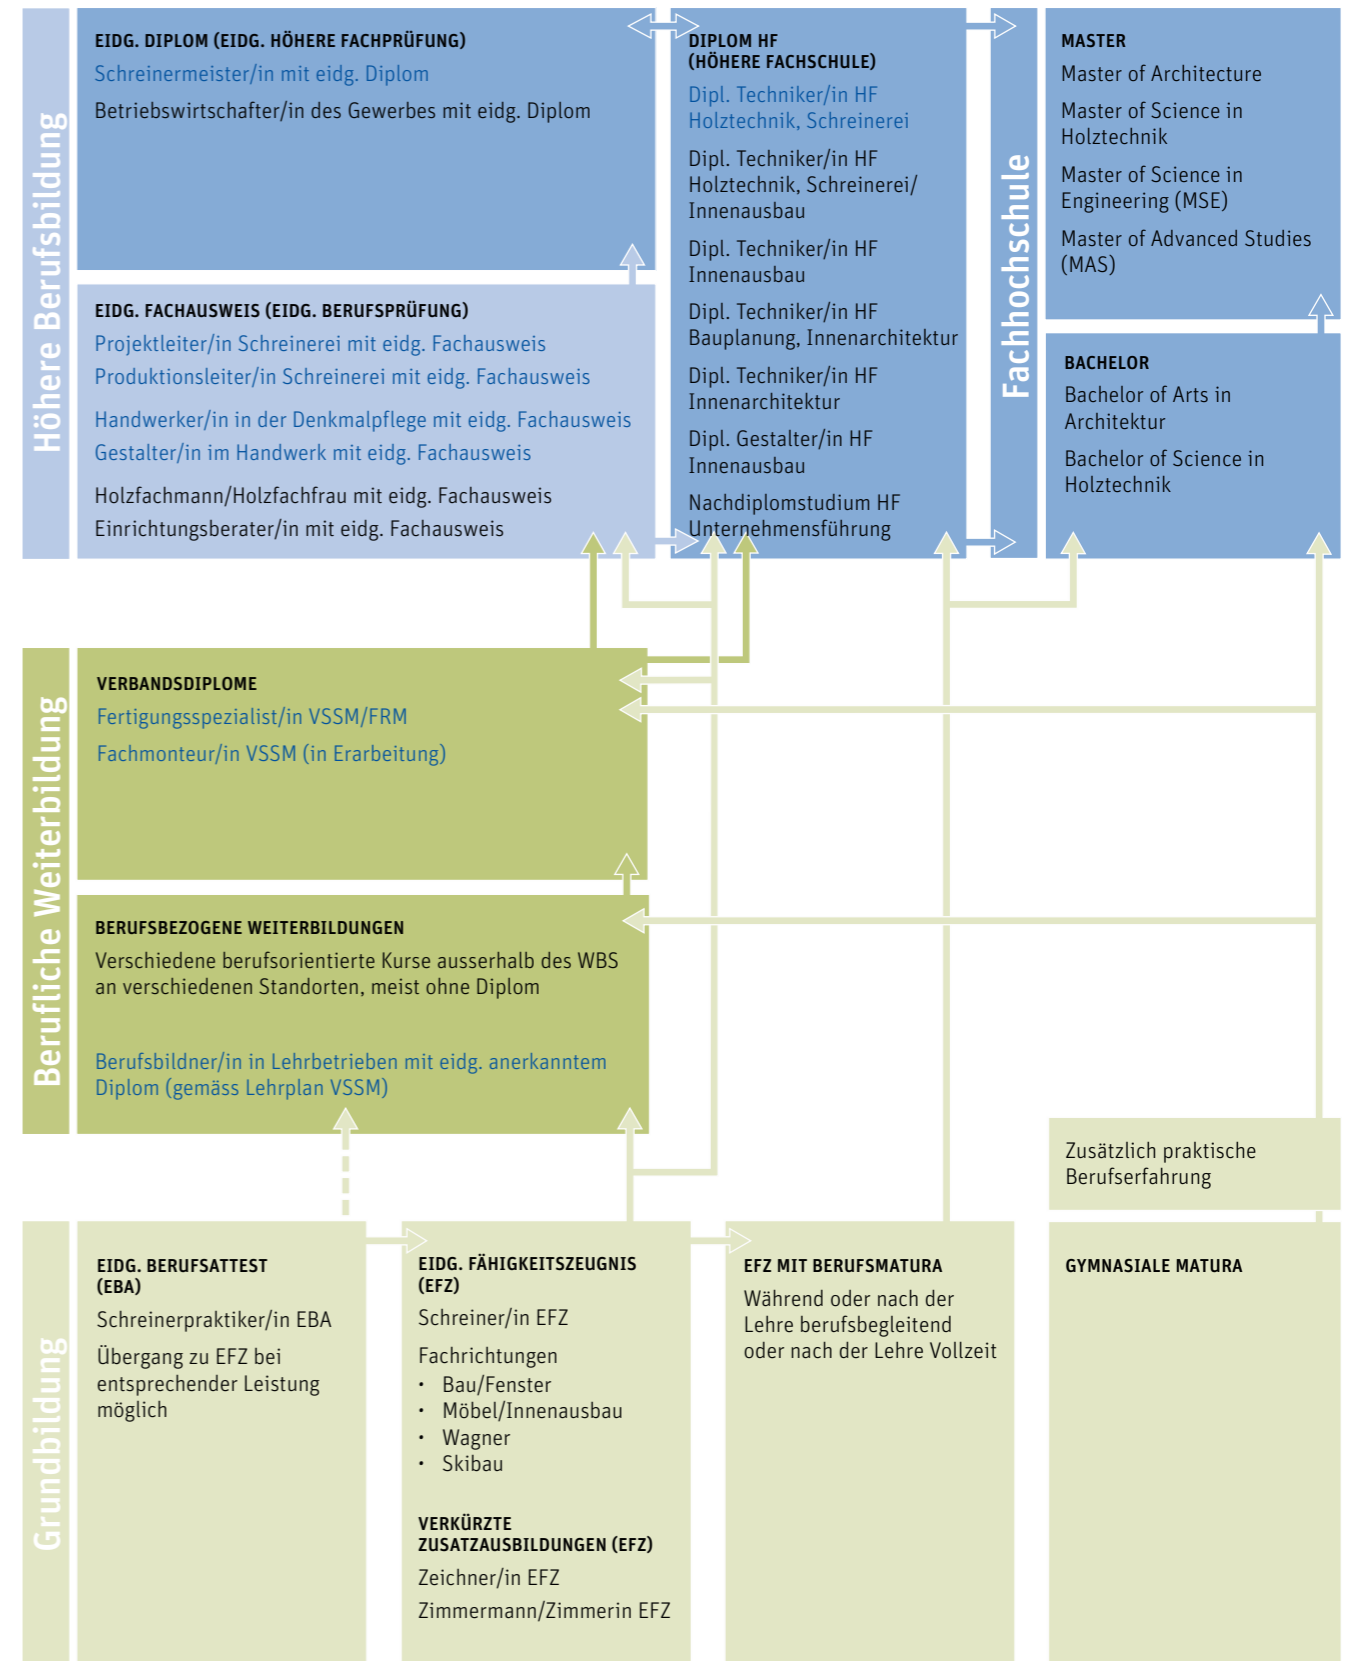 Höhere Berufsbildung
EIDG. DIPLOM (EIDG. HÖHERE FACHPRÜFUNG)
Schreinermeister/in mit eidg. Diplom
Betriebswirtschafter/in des Gewerbes mit eidg. Diplom
EIDG. FACHAUSWEIS (EIDG. BERUFSPRÜFUNG)
Projektleiter/in Schreinerei mit eidg. Fachausweis
Produktionsleiter/in Schreinerei mit eidg. Fachausweis
Handwerker/in in der Denkmalpflege mit eidg. Fachausweis
Gestalter/in im Handwerk mit eidg. Fachausweis
Holzfachmann/Holzfachfrau mit eidg. Fachausweis
Einrichtungsberater/in mit eidg. Fachausweis
DIPLOM HF
(HÖHERE FACHSCHULE)
Dipl. Techniker/in HF
Holztechnik, Schreinerei
Dipl. Techniker/in HF
Holztechnik, Schreinerei/
Innenausbau
Dipl. Techniker/in HF
Innenausbau
Dipl. Techniker/in HF
Bauplanung, Innenarchitektur
Dipl. Techniker/in HF
Innenarchitektur
Dipl. Gestalter/in HF
Innenausbau
Nachdiplomstudium HF
Unternehmensführung
Fachhochschule
MASTER
Master of Architecture
Master of Science in
Holztechnik
Master of Science in
Engineering (MSE)
Master of Advanced Studies
(MAS)
BACHELOR
Bachelor of Arts in
Architektur
Bachelor of Science in
Holztechnik
Berufliche Weiterbildung
VERBANDSDIPLOME
Fertigungsspezialist/in VSSM/FRM
Fachmonteur/in VSSM (in Erarbeitung)
BERUFSBEZOGENE WEITERBILDUNGEN
Verschiedene berufsorientierte Kurse ausserhalb des WBS
an verschiedenen Standorten, meist ohne Diplom
Berufsbildner/in in Lehrbetrieben mit eidg. anerkanntem
Diplom (gemäss Lehrplan VSSM)
Zusätzlich praktische
Berufserfahrung
Grundbildung
EIDG. BERUFSATTEST
(EBA)
Schreinerpraktiker/in EBA
Übergang zu EFZ bei
entsprechender Leistung
möglich
EIDG. FÄHIGKEITSZEUGNIS
(EFZ)
Schreiner/in EFZ
Fachrichtungen
• Bau/Fenster
• Möbel/Innenausbau
• Wagner
• Skibau
VERKÜRZTE
ZUSATZAUSBILDUNGEN (EFZ)
Zeichner/in EFZ
Zimmermann/Zimmerin EFZ
EFZ MIT BERUFSMATURA
Während oder nach der
Lehre berufsbegleitend
oder nach der Lehre Vollzeit
GYMNASIALE MATURA